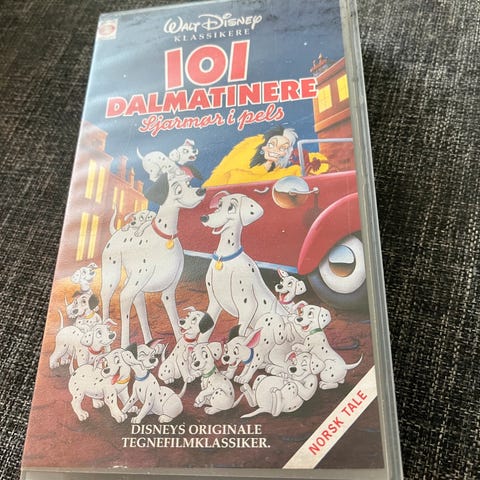 WALT DISNEY
KLASSIKERE
101
DALMATINERE
Sjarmør i pels
DISNEYS ORIGINALE
TEGNEFILMKLASSIKER.
NORSK TALE